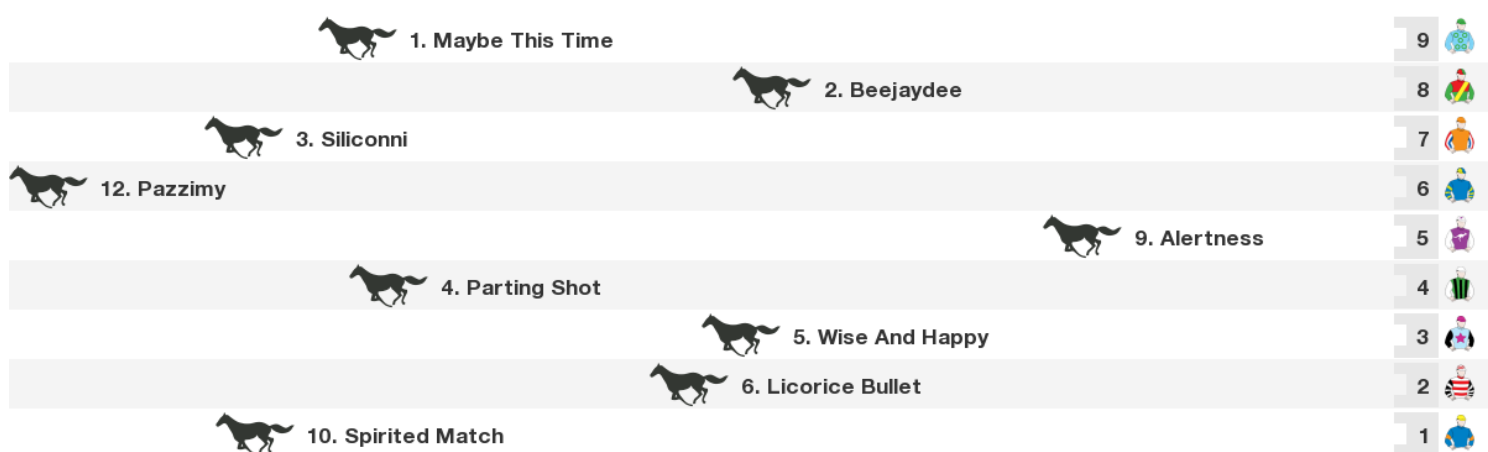 1. Maybe This Time 9
2. Beejaydee 8
3. Siliconni 7
12. Pazzimy 6
9. Alertness 5
4. Parting Shot 4
5. Wise And Happy 3
6. Licorice Bullet 2
10. Spirited Match 1